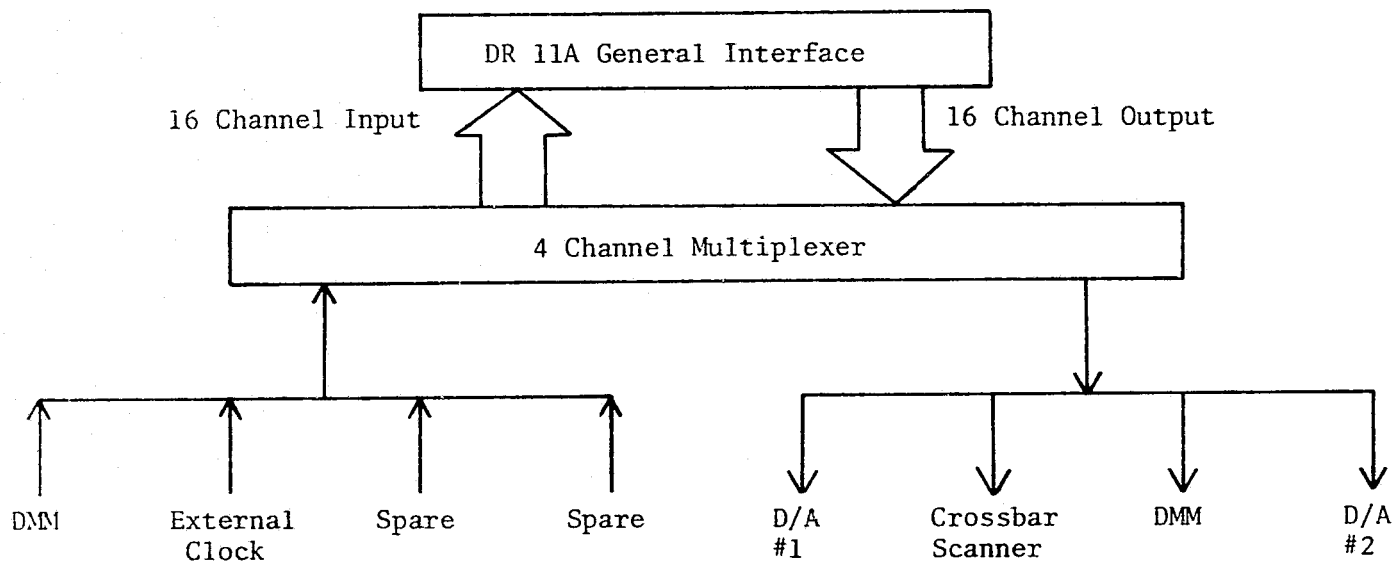 DR 11A General Interface
16 Channel Input
16 Channel Output
4 Channel Multiplexer
DMM
External
Clock
Spare
Spare
D/A
#1
Crossbar
Scanner
DMM
D/A
#2